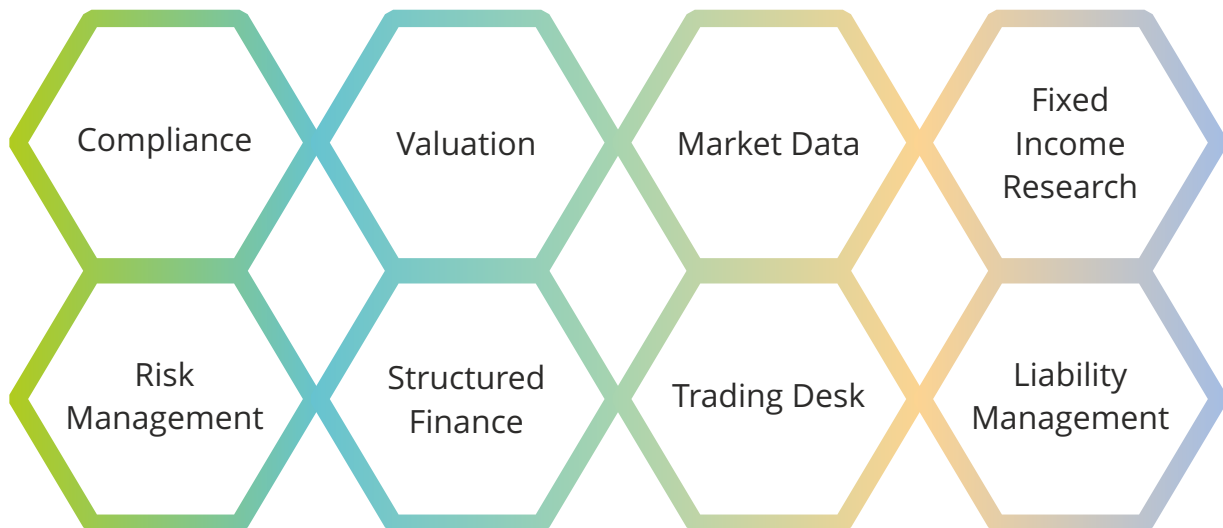 Compliance
Valuation
Market Data
Fixed
Income
Research
Risk
Management
Structured
Finance
Trading Desk
Liability
Management